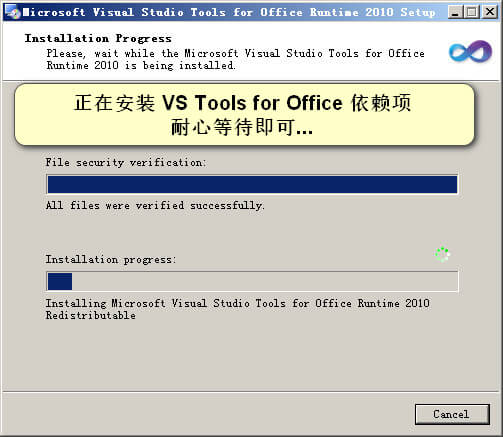 Microsoft Visual Studio Tools for Office Runtime 2010 Setup
Installation Progress
Please, wait while the Microsoft Visual Studio Tools for Office
Runtime 2010 is being installed.
正在安装 VS Tools for Office 依赖项
耐心等待即可...
File security verification:
All files were verified successfully.
Installation progress:
Installing Microsoft Visual Studio Tools for Office Runtime 2010
Redistributable
Cancel